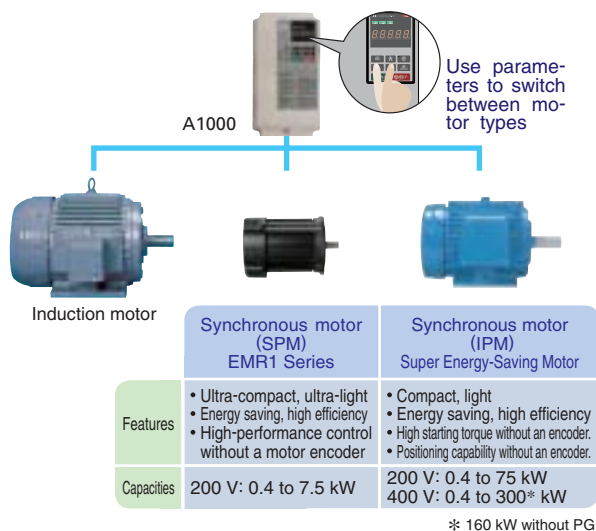 Use parame-
ters to switch
between mo-
tor types
A1000
Induction motor
Synchronous motor
(SPM)
EMR1 Series
Synchronous motor
(IPM)
Super Energy-Saving Motor
Features
• Ultra-compact, ultra-light
• Energy saving, high efficiency
• High-performance control
without a motor encoder
• Compact, light
• Energy saving, high efficiency
• High starting torque without an encoder.
• Positioning capability without an encoder.
Capacities
200 V: 0.4 to 7.5 kW
200 V: 0.4 to 75 kW
400 V: 0.4 to 300* kW
* 160 kW without PG